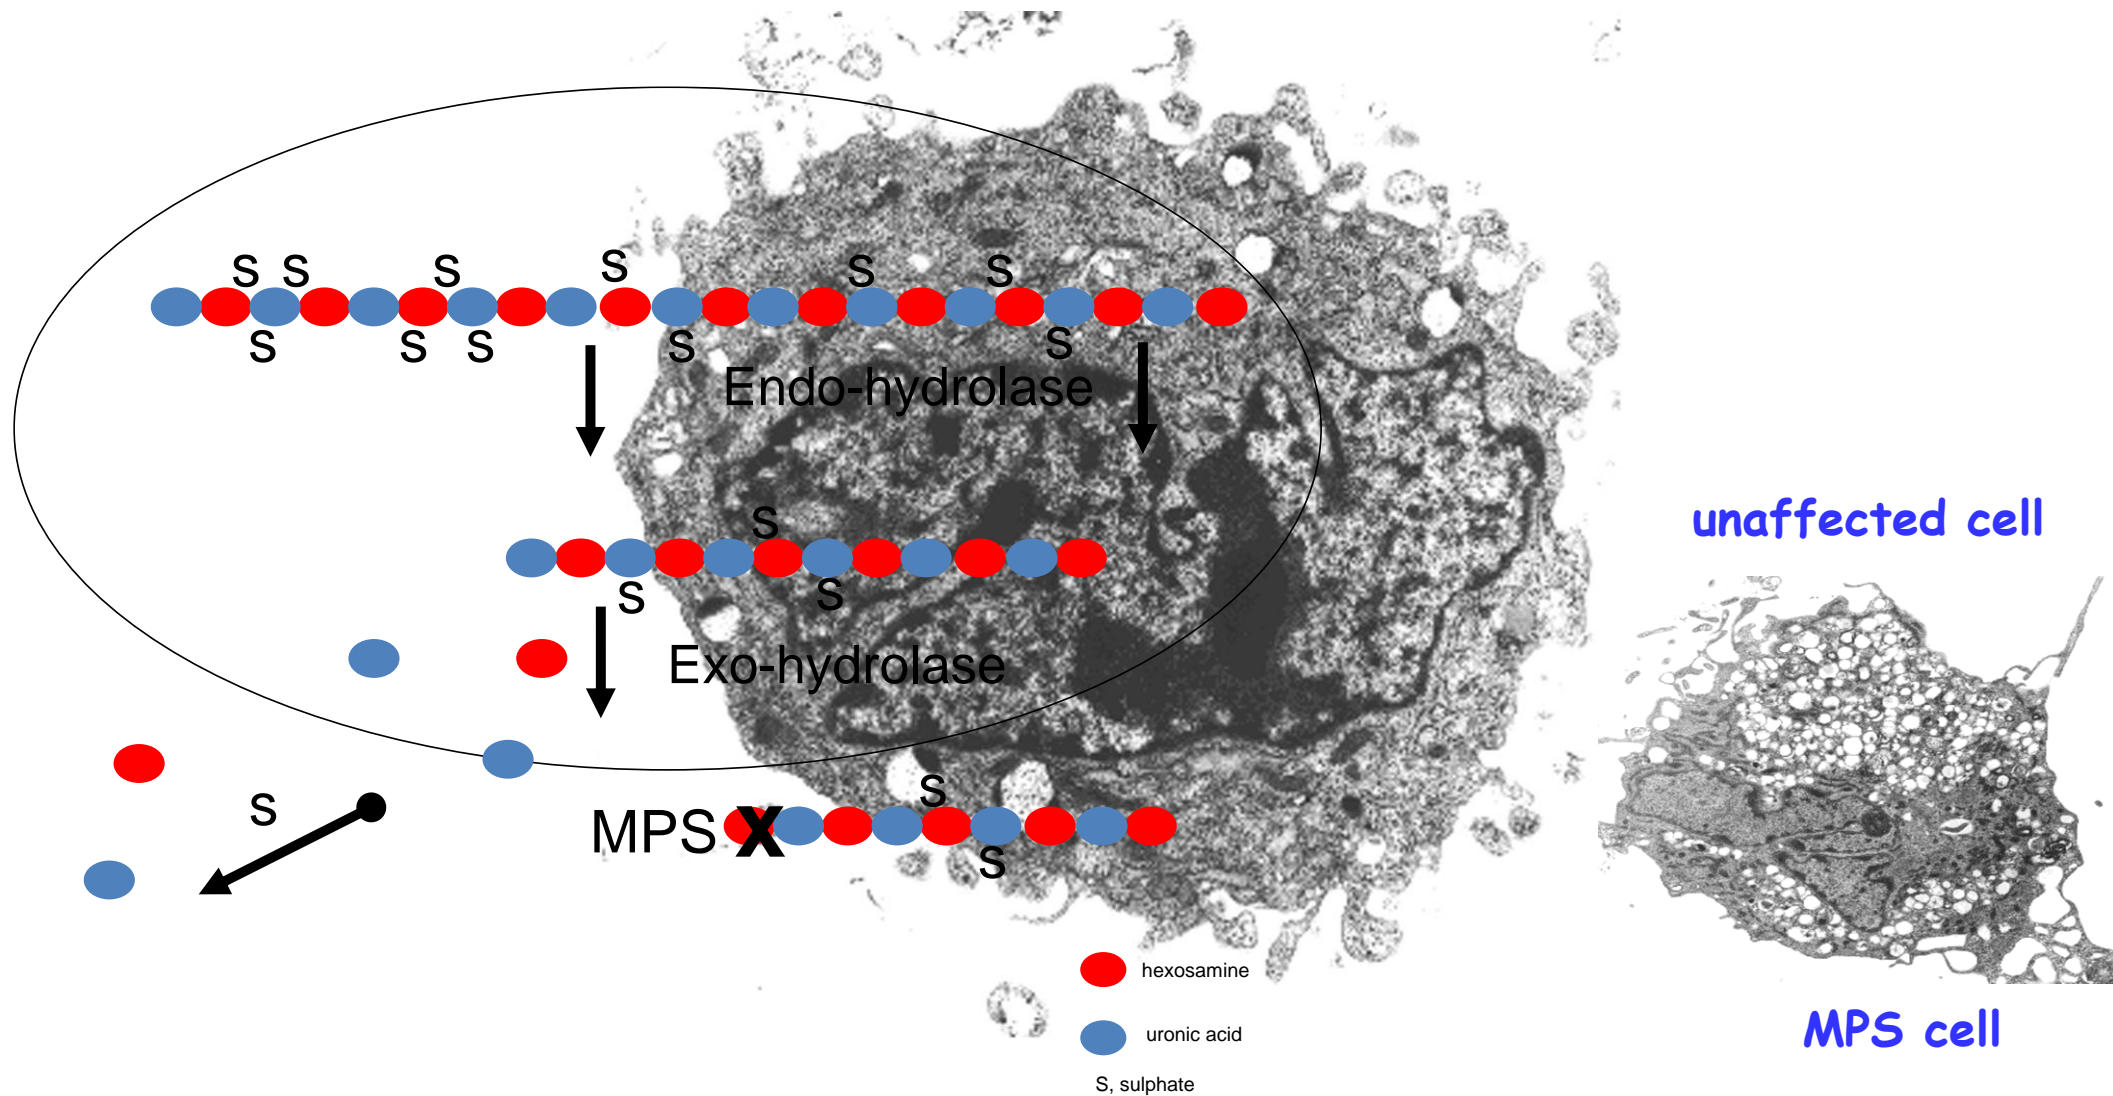 S S S S S S
S S S S S
Endo-hydrolase
S
S S
Exo-hydrolase
unaffected cell
S
S
MPS X
S
hexosamine
uronic acid
S, sulphate
MPS cell